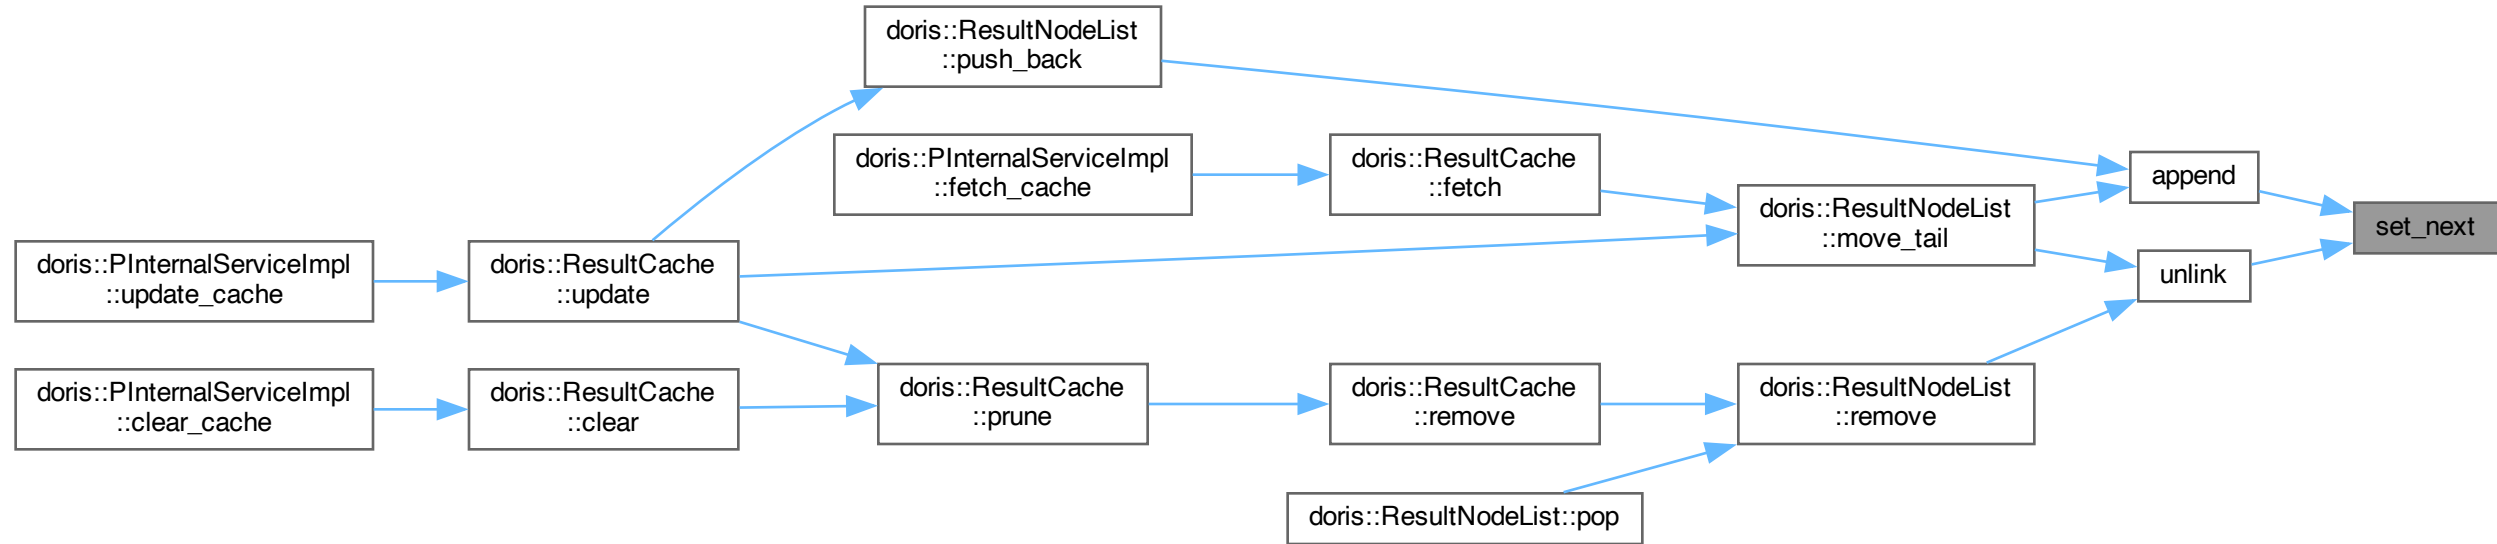 doris::ResultNodeList
::push_back
doris::PInternalServiceImpl
::fetch_cache
doris::ResultCache
::fetch
append
doris::ResultNodeList
::move_tail
set_next
doris::PInternalServiceImpl
::update_cache
doris::ResultCache
::update
unlink
doris::PInternalServiceImpl
::clear_cache
doris::ResultCache
::clear
doris::ResultCache
::prune
doris::ResultCache
::remove
doris::ResultNodeList
::remove
doris::ResultNodeList::pop